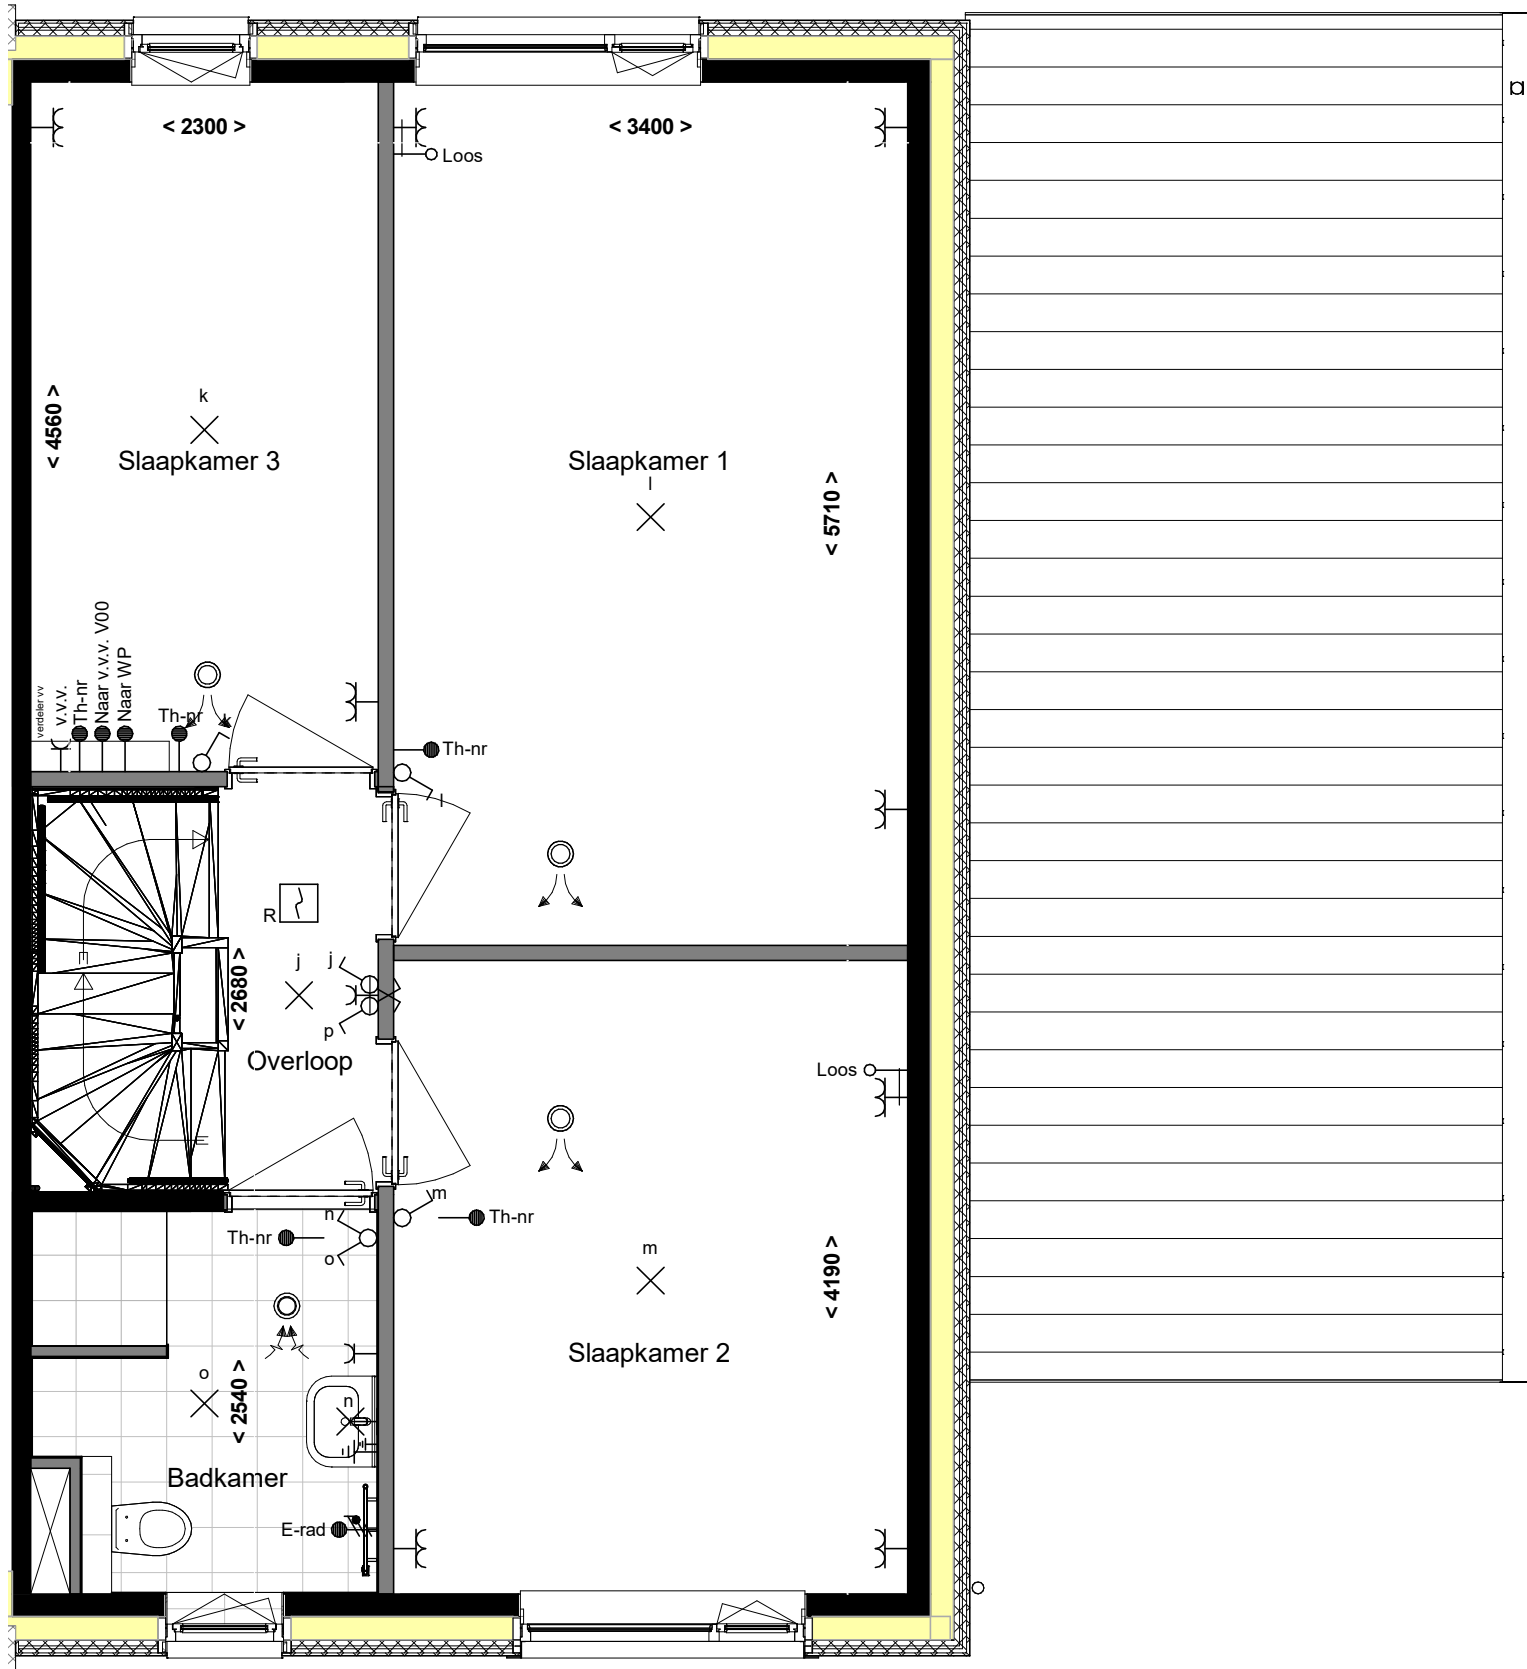 < 2300 >
< 3400 >
Loos
k
< 4560 >
Slaapkamer 3
Slaapkamer 1
l
< 5710 >
verdeler vv
v.v.v.
Th-nr
Naar v.v.v. V00
Naar WP
Th-nr
k
Th-nr
l
R
E
j
j
< 2680 >
p
Overloop
Loos
E
m
n
Th-nr
Th-nr
o
m
< 4190 >
Slaapkamer 2
o
< 2540 >
n
Badkamer
E-rad